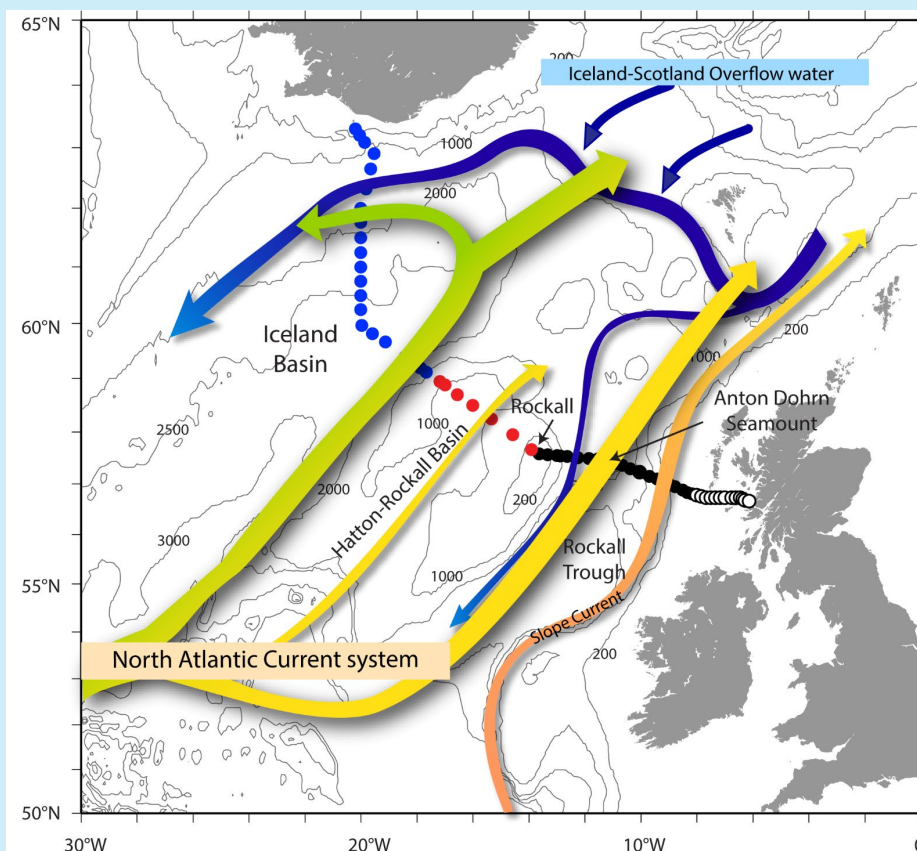 65°N
200
Iceland-Scotland Overflow water
1000
2000
60°N
Iceland
Basin
200
1000
Rockall
Anton Dohrn
Seamount
2500
1000
Hatton-Rockall Basin
2000
200
3000
Rockall
Trough
1000
55°N
Slope Current
North Atlantic Current system
200
50°N
30°W
20°W
10°W